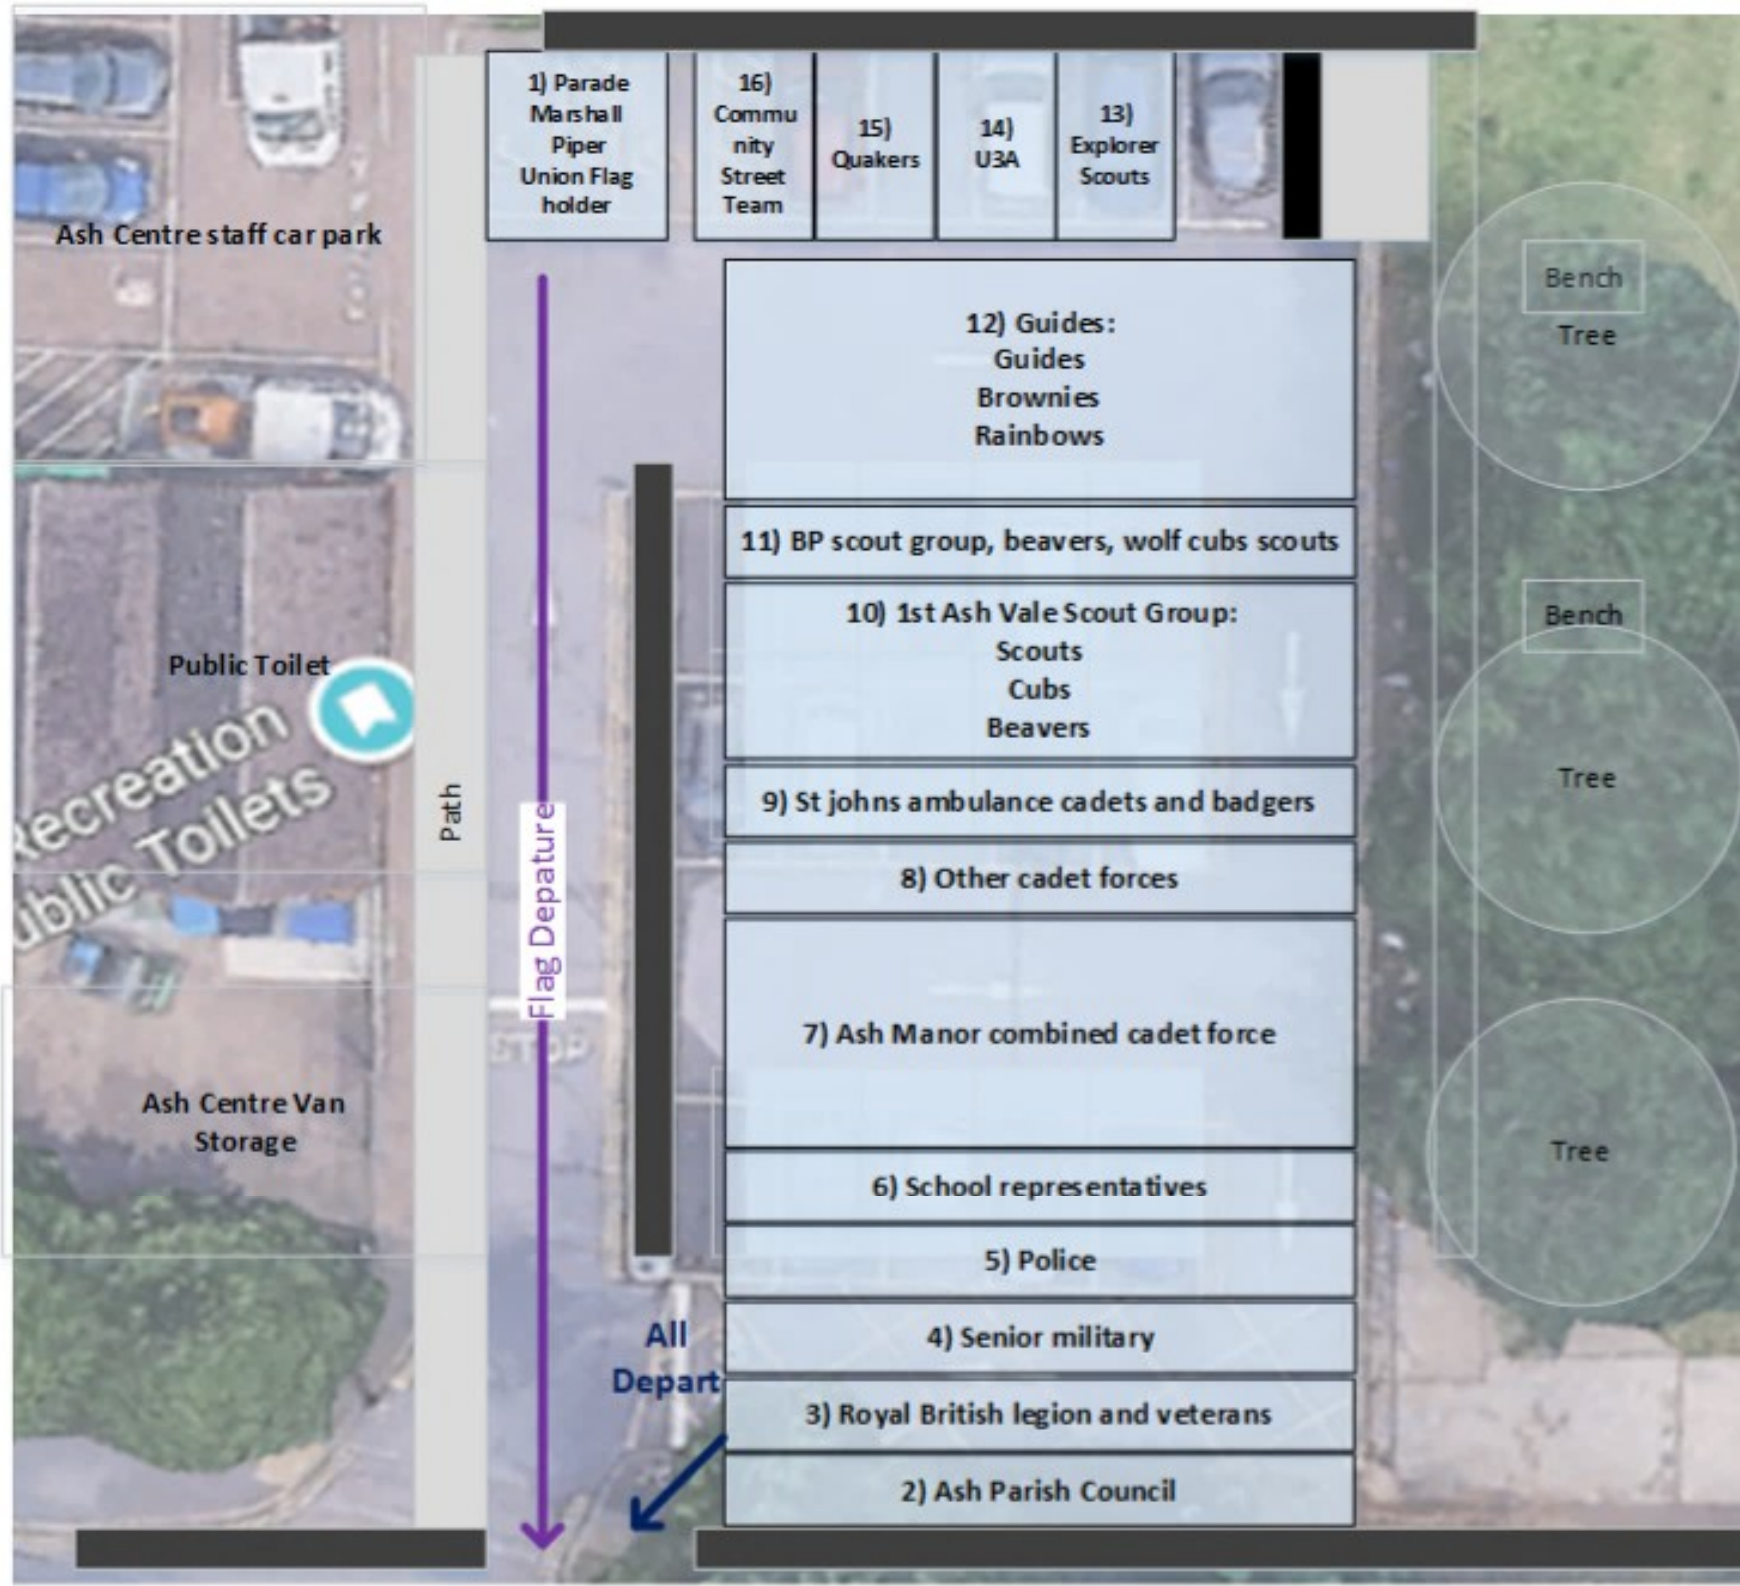 1) Parade
Marshall
Piper
Union Flag
holder
16)
Commu
nity
Street
Team
15)
Quakers
14)
U3A
13)
Explorer
Scouts
Ash Centre staff car park
Bench
Tree
12) Guides:
Guides
Brownies
Rainbows
11) BP scout group, beavers, wolf cubs scouts
Bench
10) 1st Ash Vale Scout Group:
Scouts
Cubs
Beavers
Public Toilet
Recreation
Public Toilets
Tree
Path
Flag Depature
9) St johns ambulance cadets and badgers
8) Other cadet forces
7) Ash Manor combined cadet force
STOP
Ash Centre Van
Storage
Tree
6) School representatives
5) Police
All
Depart
4) Senior military
3) Royal British legion and veterans
2) Ash Parish Council